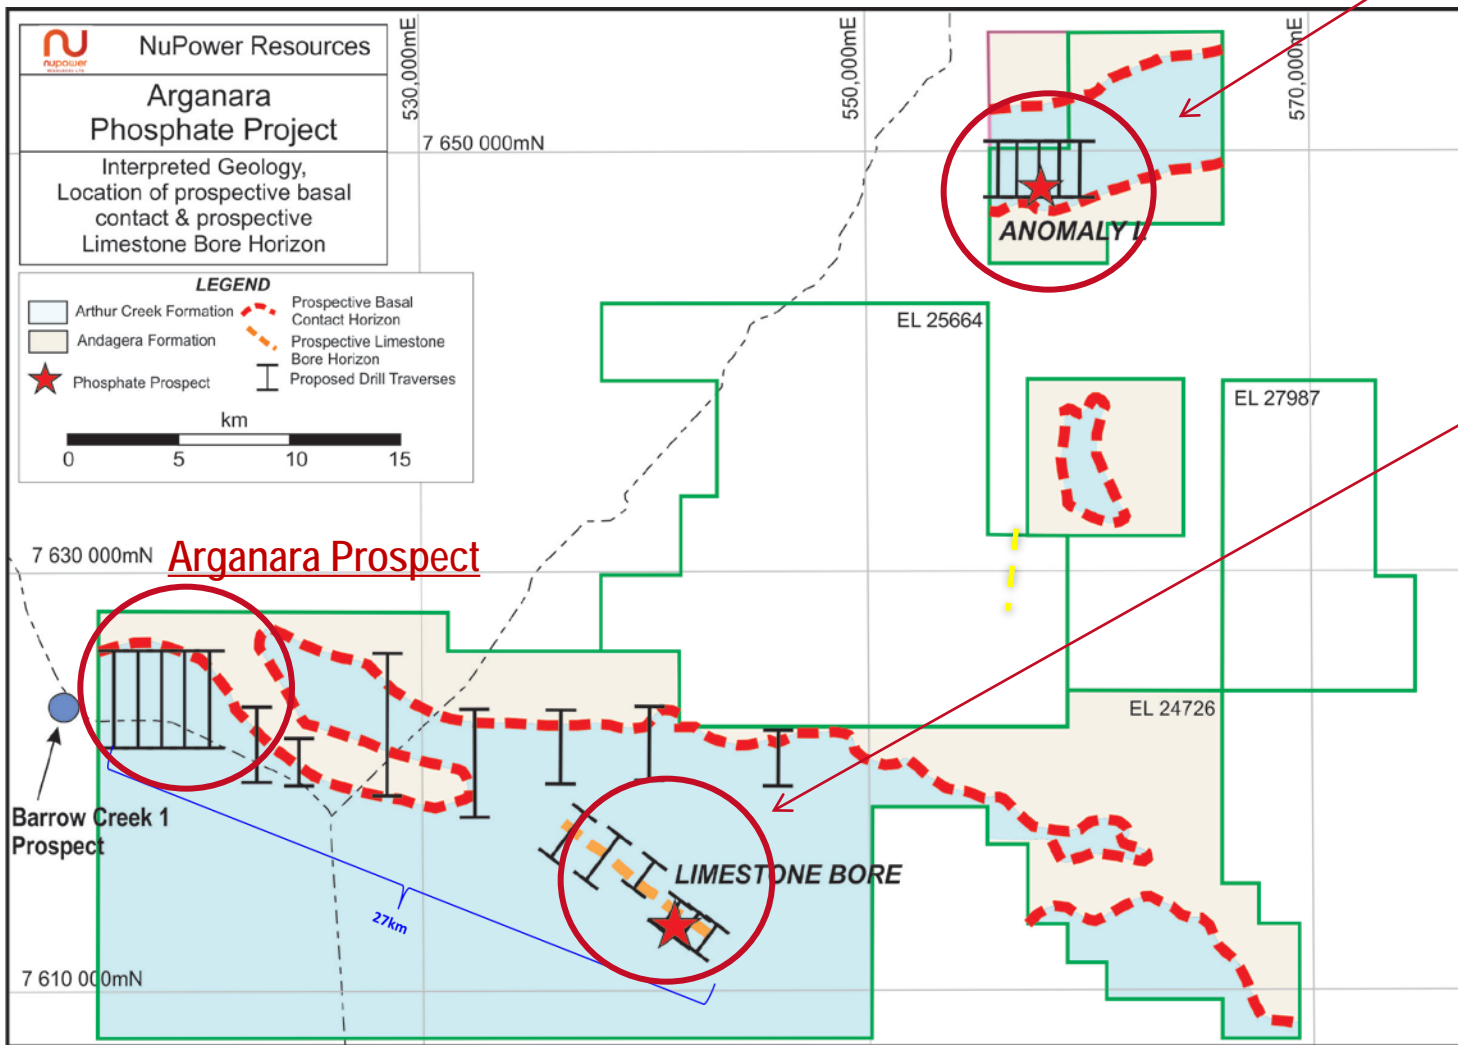 nupower
RESOURCES LTD
NuPower Resources
Arganara
Phosphate Project
Interpreted Geology,
Location of prospective basal
contact & prospective
Limestone Bore Horizon
LEGEND
Arthur Creek Formation
Andagera Formation
Phosphate Prospect
Prospective Basal
Contact Horizon
Prospective Limestone
Bore Horizon
Proposed Drill Traverses
km
0 5 10 15
530,000mE
550,000mE
570,000mE
7 650 000mN
ANOMALY L
EL 25664
EL 27987
7 630 000mN
Arganara Prospect
EL 24726
Barrow Creek 1
Prospect
LIMESTONE BORE
27km
7 610 000mN